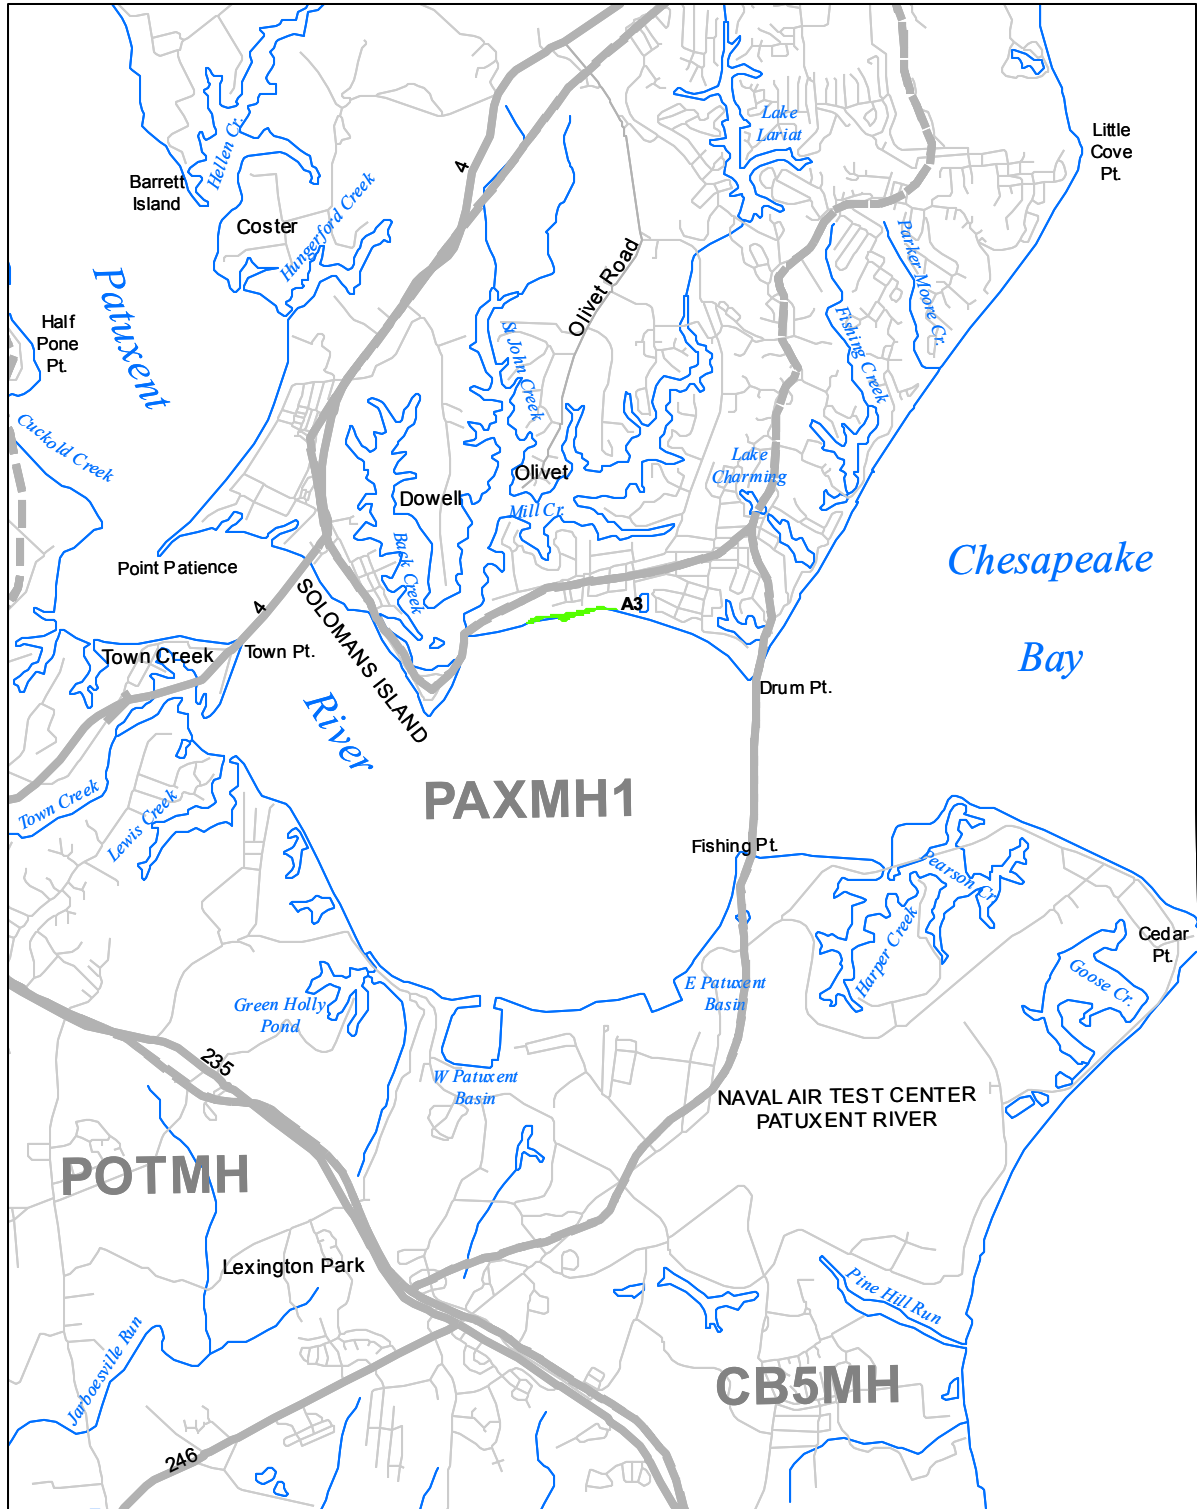 Lake
Lariat
Little
Cove
Pt.
Hellen Cr.
4
Barrett
Island
Coster
Hungerford Creek
Parker Moore Cr.
Patuxent
Olivet Road
Half
Pone
Pt.
St John Creek
Fishing Creek
Cuckold Creek
Lake
Charming
Olivet
Dowell
Mill Cr.
Back Creek
Chesapeake
Bay
Point Patience
4
SOLOMANS ISLAND
A3
Town Creek
Town Pt.
Drum Pt.
River
PAXMH1
Town Creek
Lewis Creek
Fishing Pt.
Pearson Cr.
Harper Creek
Cedar
Pt.
Goose Cr.
E Patuxent
Basin
Green Holly
Pond
235
W Patuxent
Basin
NAVAL AIR TEST CENTER
PATUXENT RIVER
POTMH
Lexington Park
Pine Hill Run
Jarboesville Run
CB5MH
246